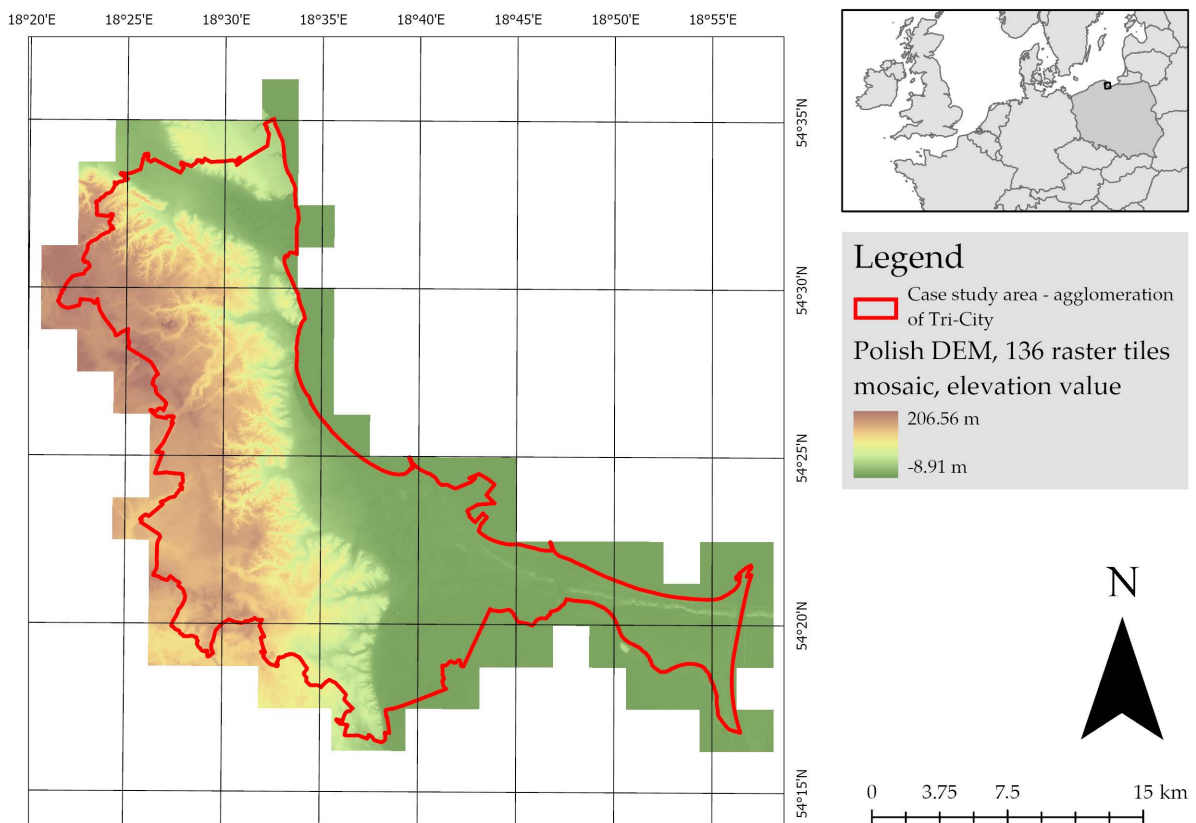 18°20'E 18°25'E 18°30'E 18°35'E 18°40'E 18°45'E 18°50'E 18°55'E
54°35'N
54°30'N
54°25'N
54°20'N
54°15'N
Legend
Case study area - agglomeration
of Tri-City
Polish DEM, 136 raster tiles
mosaic, elevation value
206.56 m
-8.91 m
N
0 3.75 7.5 15 km